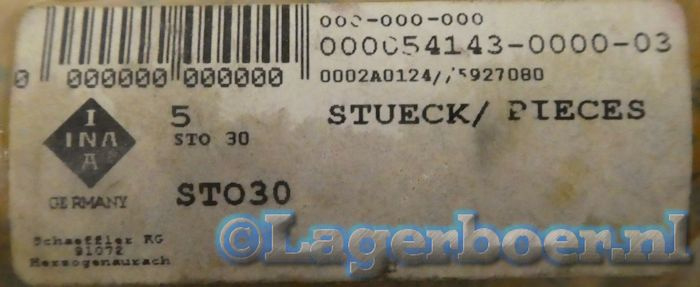 000-000-000
000054143-0000-03
0 000000 000000
0002A0124//5927080
I
INA
A
5 STUECK/ PIECES
STO 30
GERMANY
STO30
Schaeffler KG
91072
Herzogenaurach
©Lagerboer.nl